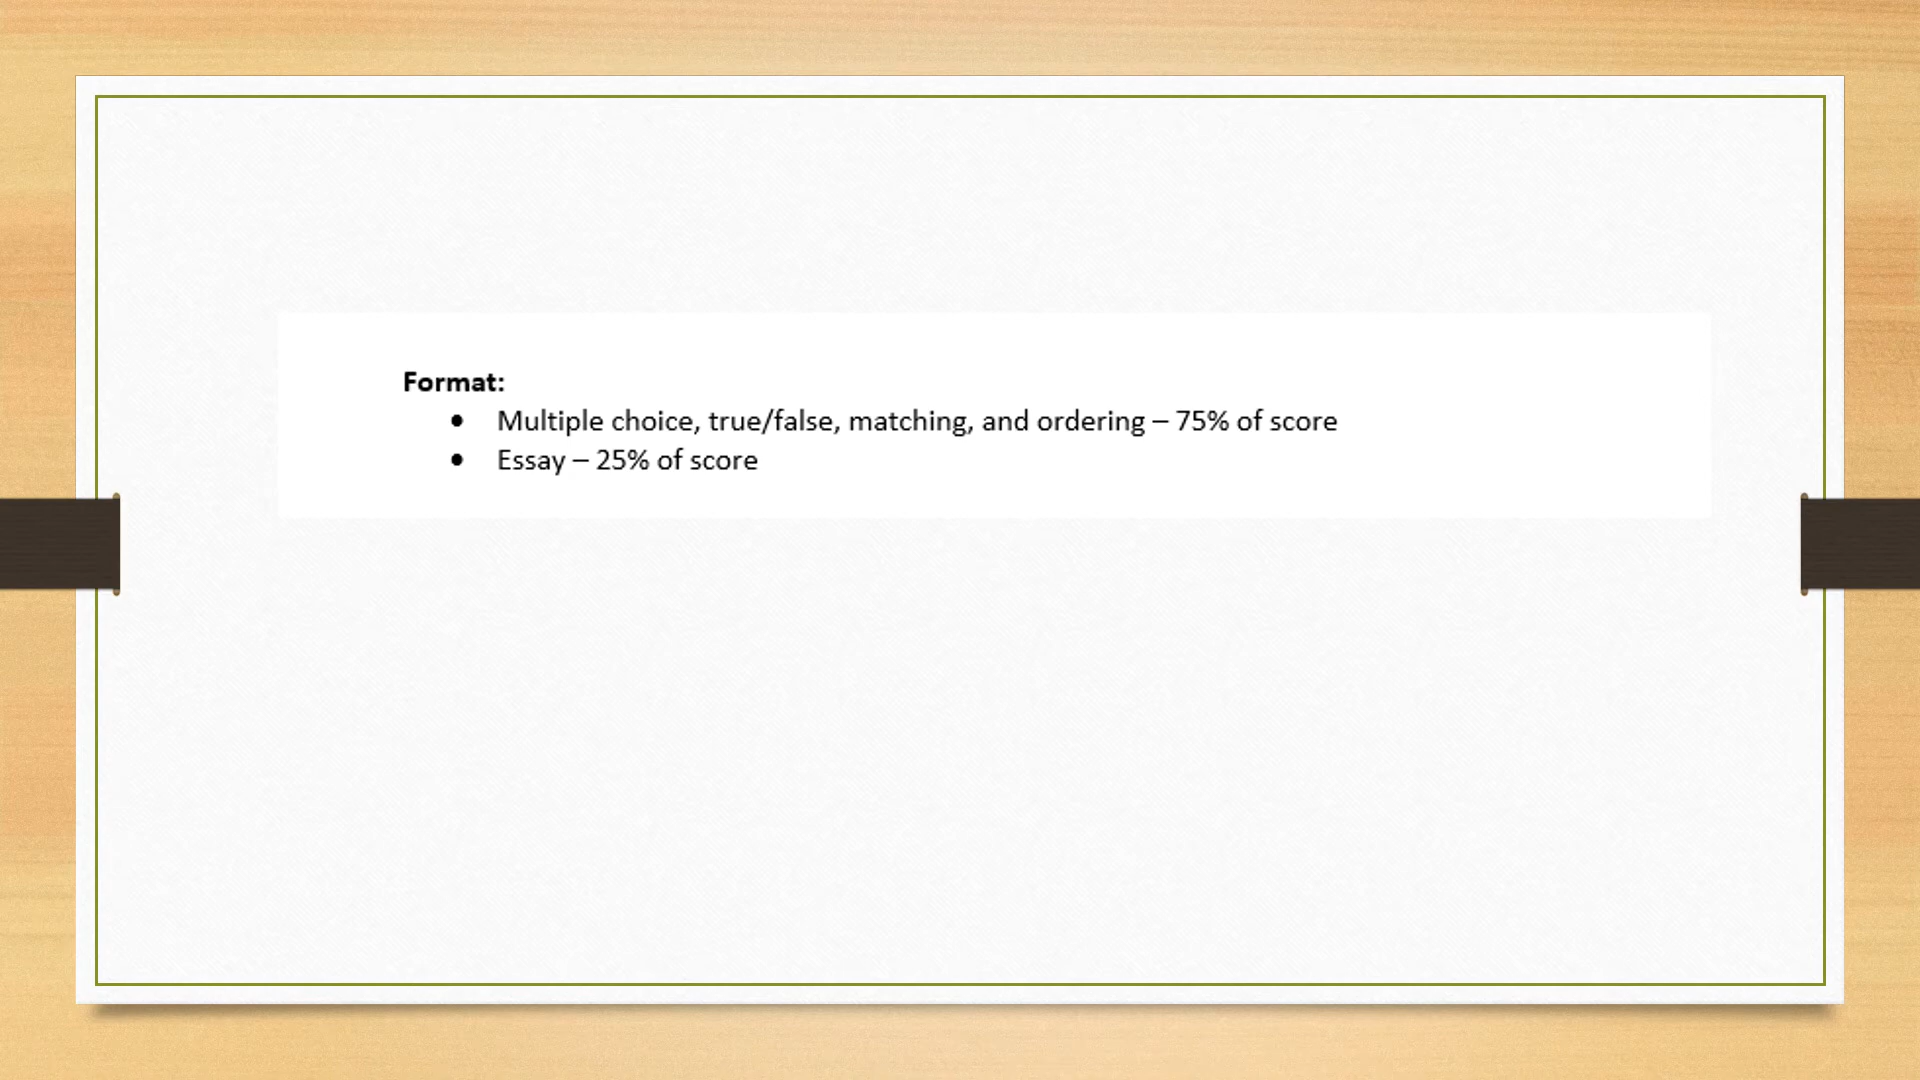 Format:
• Multiple choice, true/false, matching, and ordering – 75% of score
• Essay – 25% of score